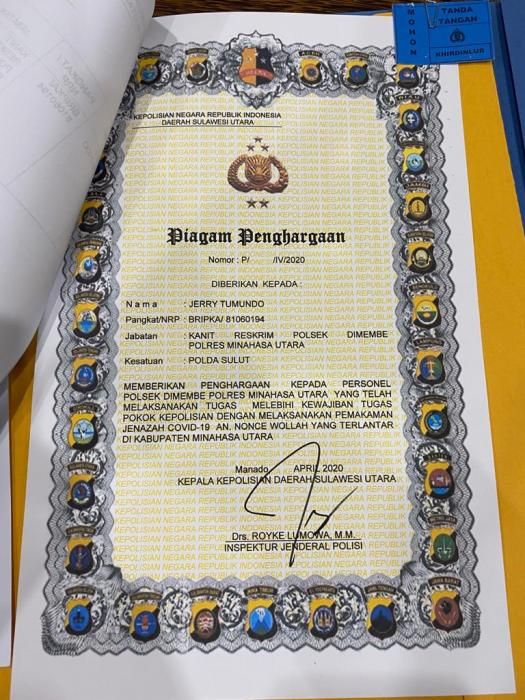 MOHON
TANDA
TANGAN
KHIRDINLUR
KEPOLISIAN NEGARA REPUBLIK INDONESIA
DAERAH SULAWESI UTARA
Piagam Penghargaan
Nomor : P/ /IV/2020
DIBERIKAN KEPADA :
N a m a : JERRY TUMUNDO
Pangkat/NRP : BRIPKA/ 81060194
Jabatan : KANIT RESKRIM POLSEK DIMEMBE
POLRES MINAHASA UTARA
Kesatuan : POLDA SULUT
MEMBERIKAN PENGHARGAAN KEPADA PERSONEL
POLSEK DIMEMBE POLRES MINAHASA UTARA YANG TELAH
MELAKSANAKAN TUGAS MELEBIHI KEWAJIBAN TUGAS
POKOK KEPOLISIAN DENGAN MELAKSANAKAN PEMAKAMAN
JENAZAH COVID-19 AN. NONCE WOLLAH YANG TERLANTAR
DI KABUPATEN MINAHASA UTARA
Manado, APRIL 2020
KEPALA KEPOLISIAN DAERAH SULAWESI UTARA
Drs. ROYKE LUMOWA, M.M.
INSPEKTUR JENDERAL POLISI